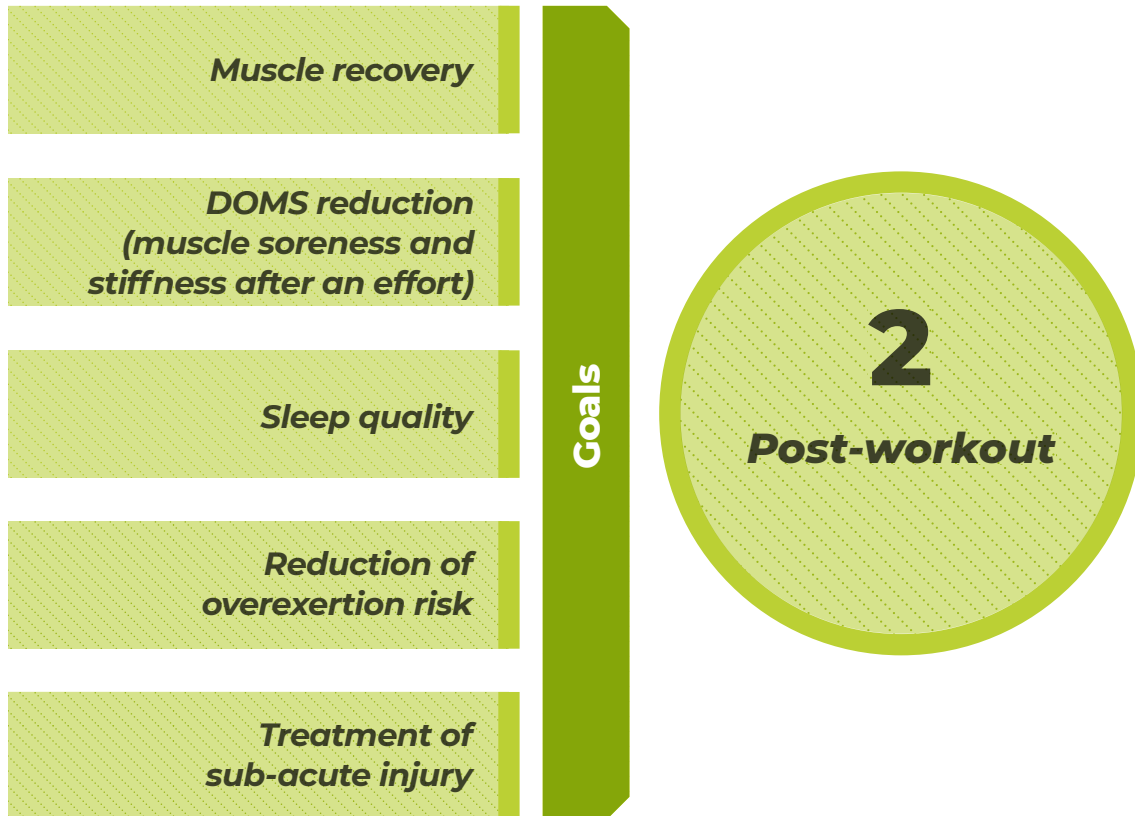 Muscle recovery
DOMS reduction
(muscle soreness and
stiffness after an effort)
Sleep quality
Reduction of
overexertion risk
Treatment of
sub-acute injury
Goals
2
Post-workout